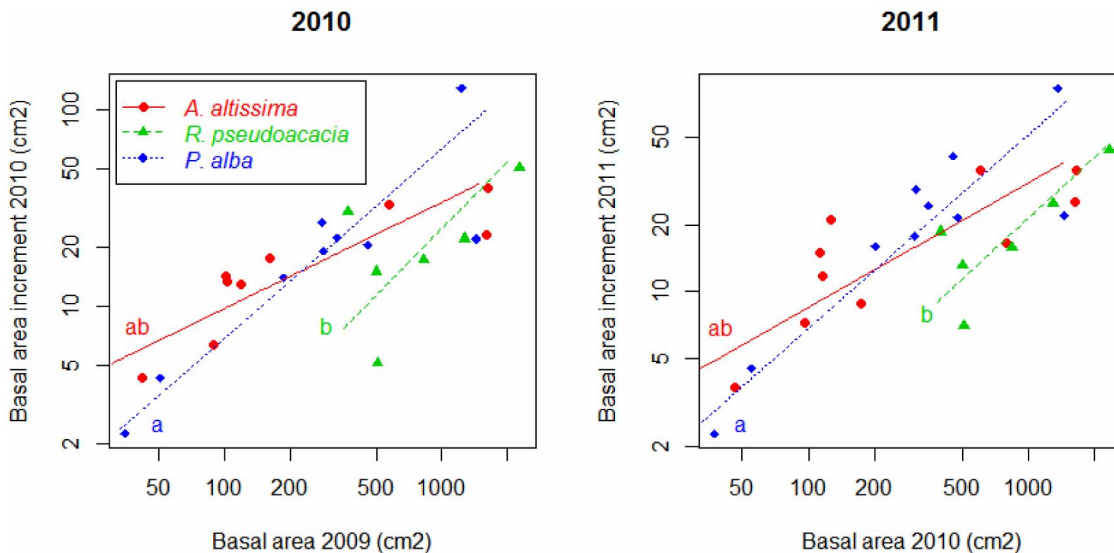 2010
2011
Basal area increment 2010 (cm2)
100
50
20
10
5
2
A. altissima
R. pseudoacacia
P. alba
ab
b
a
50 100 200 500 1000
Basal area 2009 (cm2)
Basal area increment 2011 (cm2)
50
20
10
5
2
ab
b
a
50 100 200 500 1000
Basal area 2010 (cm2)